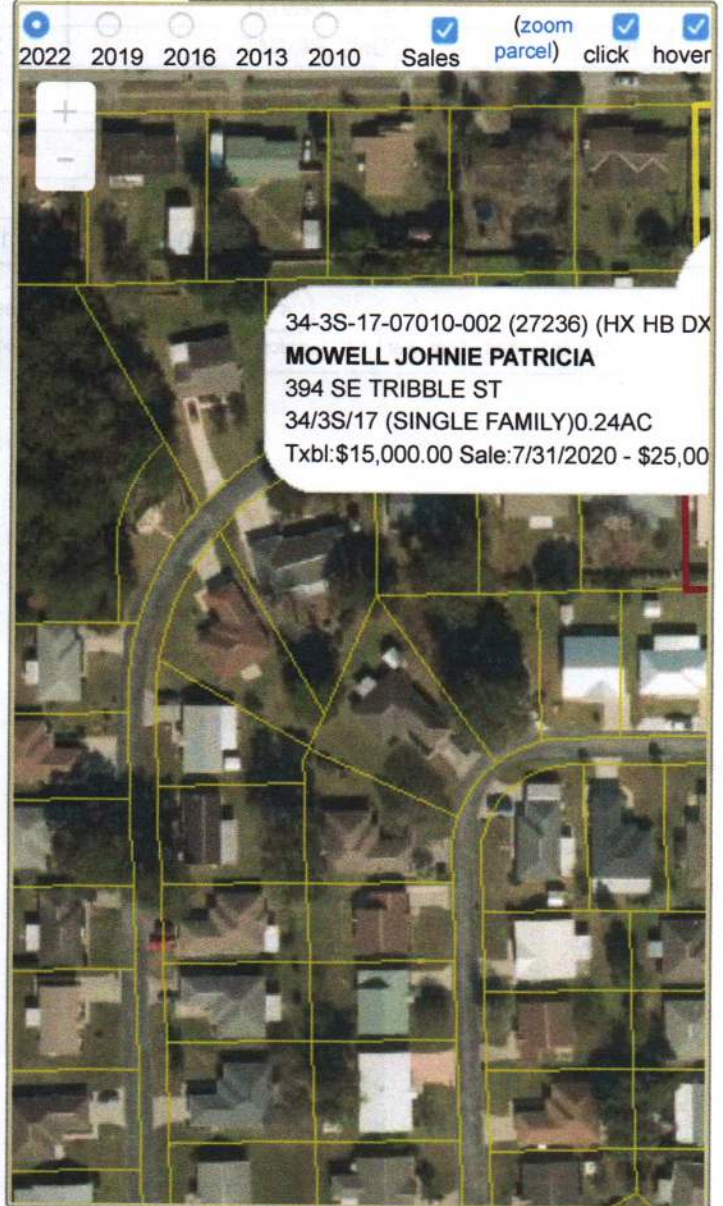 2022 2019 2016 2013 2010 Sales (zoom parcel) click hover
+
−
34-3S-17-07010-002 (27236) (HX HB DX
MOWELL JOHNIE PATRICIA
394 SE TRIBBLE ST
34/3S/17 (SINGLE FAMILY)0.24AC
Txbl:$15,000.00 Sale:7/31/2020 - $25,00